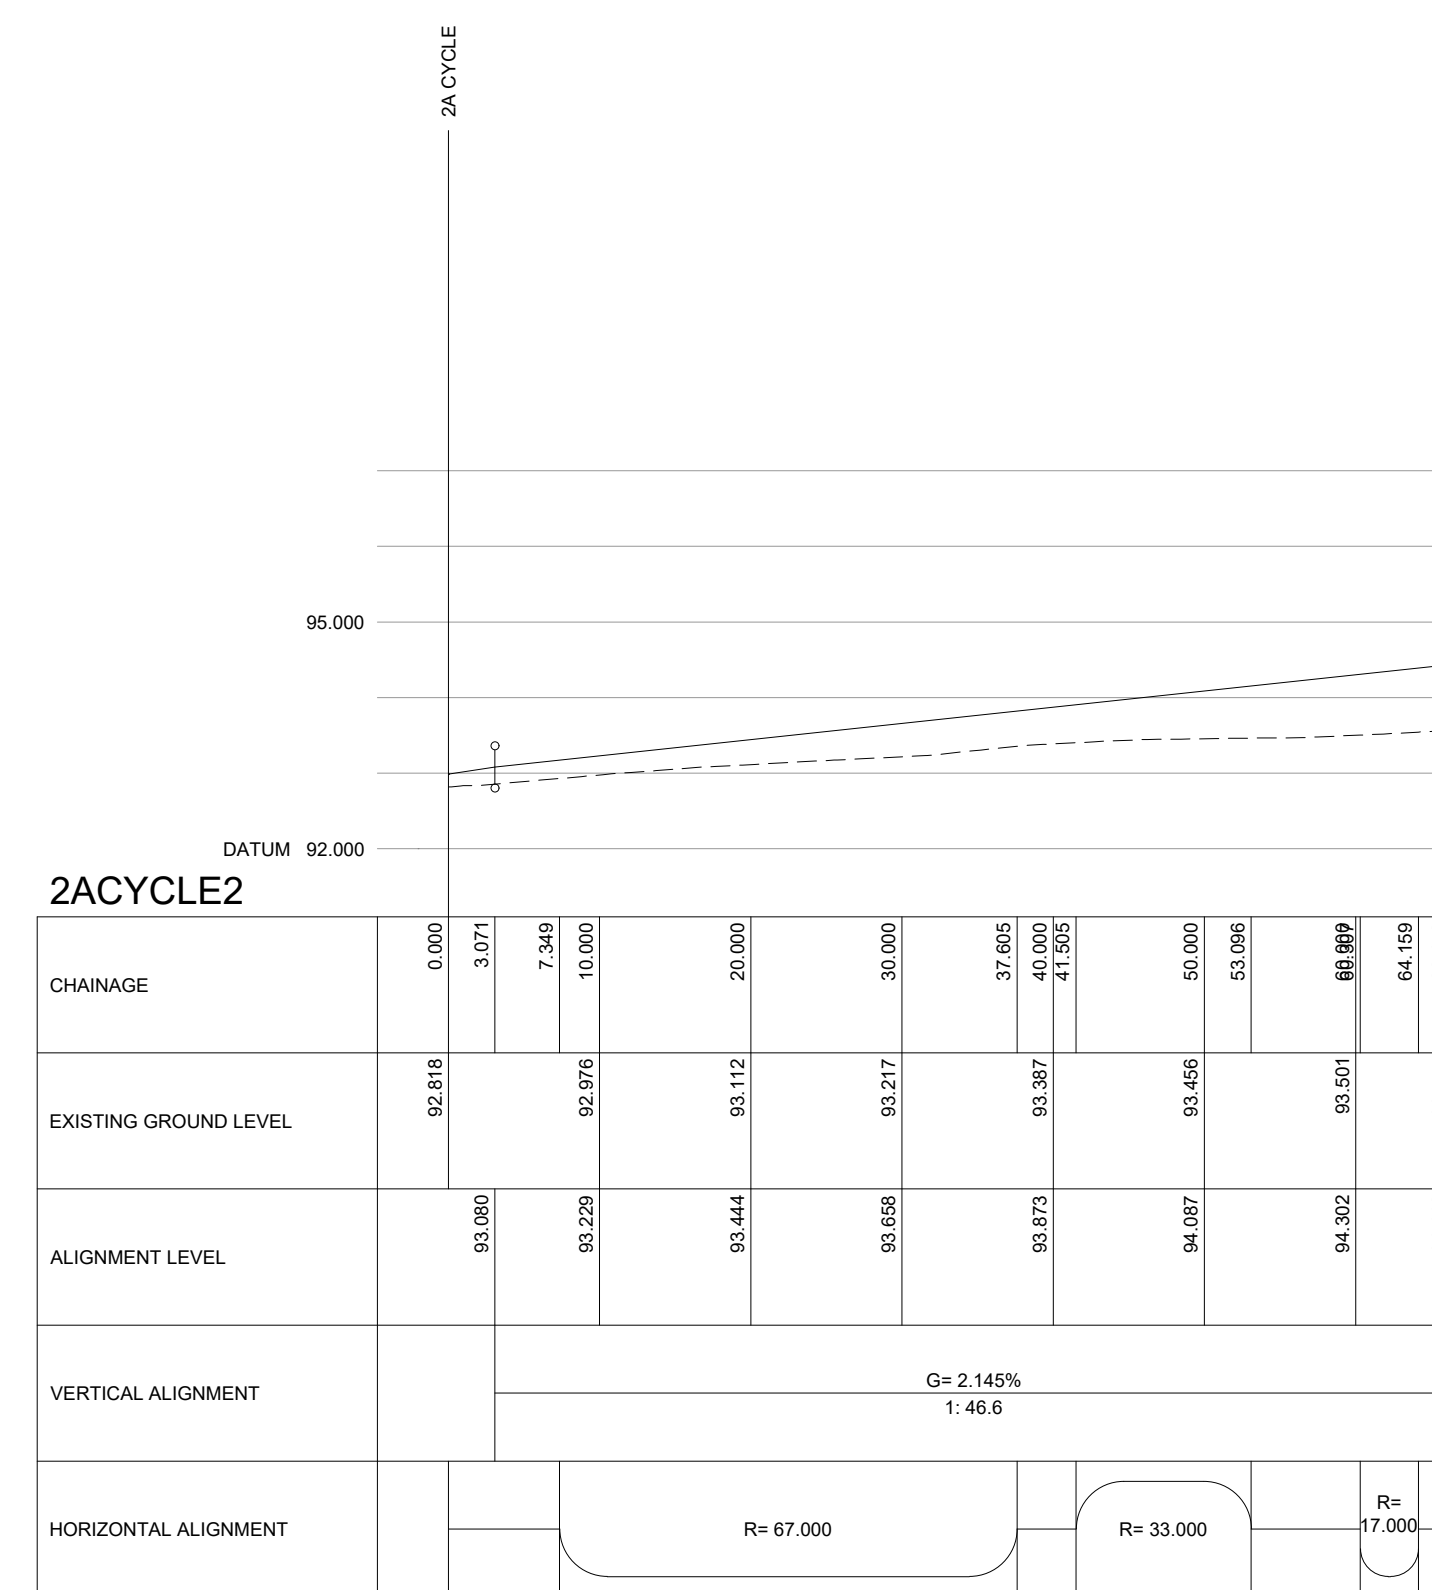 2A CYCLE
95.000
DATUM 92.000
2ACYCLE2
CHAINAGE 0.000 3.071 7.349 10.000 20.000 30.000 37.605 40.000 41.505 50.000 53.096 60.000 64.159
EXISTING GROUND LEVEL 92.818 92.976 93.112 93.217 93.387 93.456 93.501
ALIGNMENT LEVEL 93.080 93.229 93.444 93.658 93.873 94.087 94.302
VERTICAL ALIGNMENT
G= 2.145%
1: 46.6
HORIZONTAL ALIGNMENT
R= 67.000
R= 33.000
R=
17.000